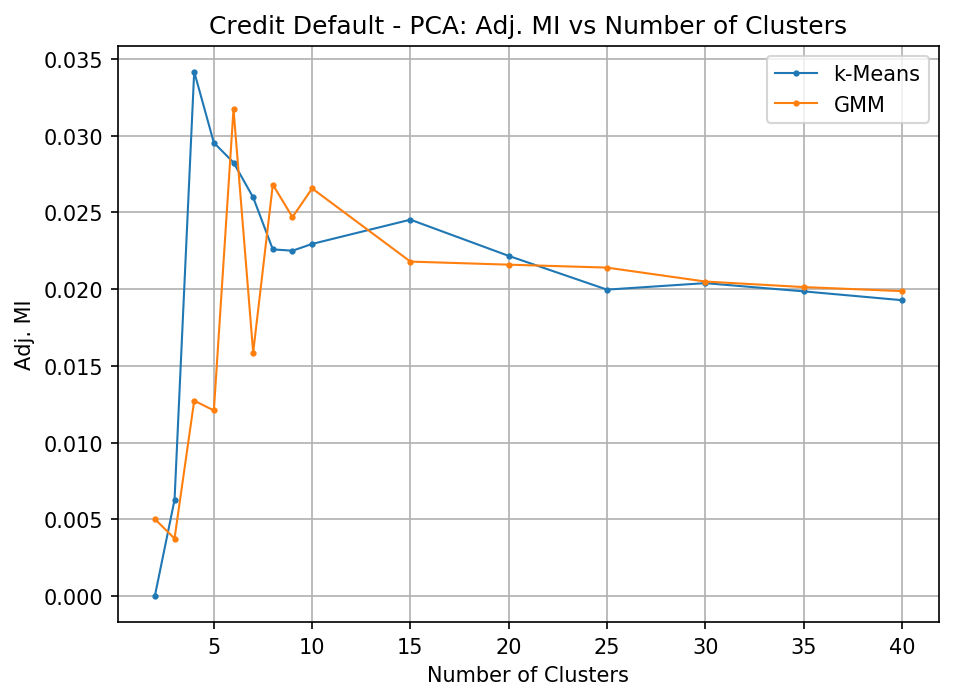 Credit Default - PCA: Adj. MI vs Number of Clusters
k-Means
GMM
Adj. MI
0.035
0.030
0.025
0.020
0.015
0.010
0.005
0.000
5 10 15 20 25 30 35 40
Number of Clusters